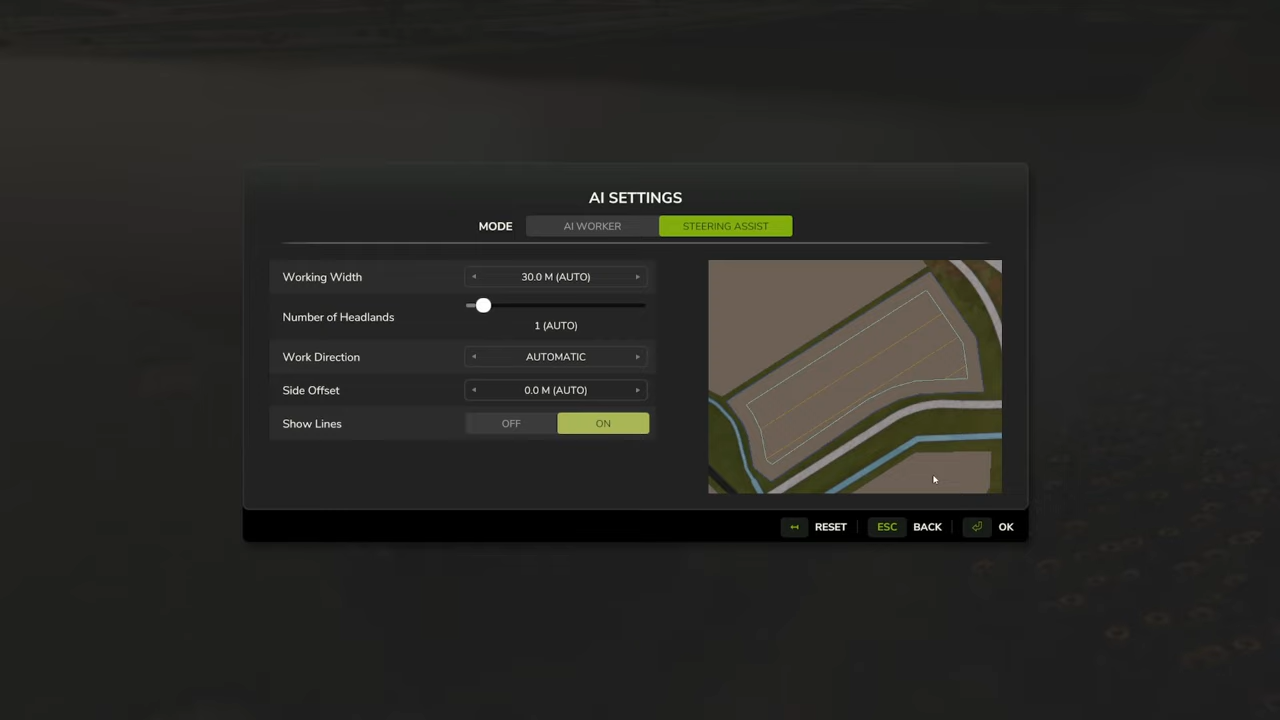 AI SETTINGS
MODE AI WORKER STEERING ASSIST
Working Width 30.0 M (AUTO)
Number of Headlands 1 (AUTO)
Work Direction AUTOMATIC
Side Offset 0.0 M (AUTO)
Show Lines OFF ON
RESET ESC BACK OK